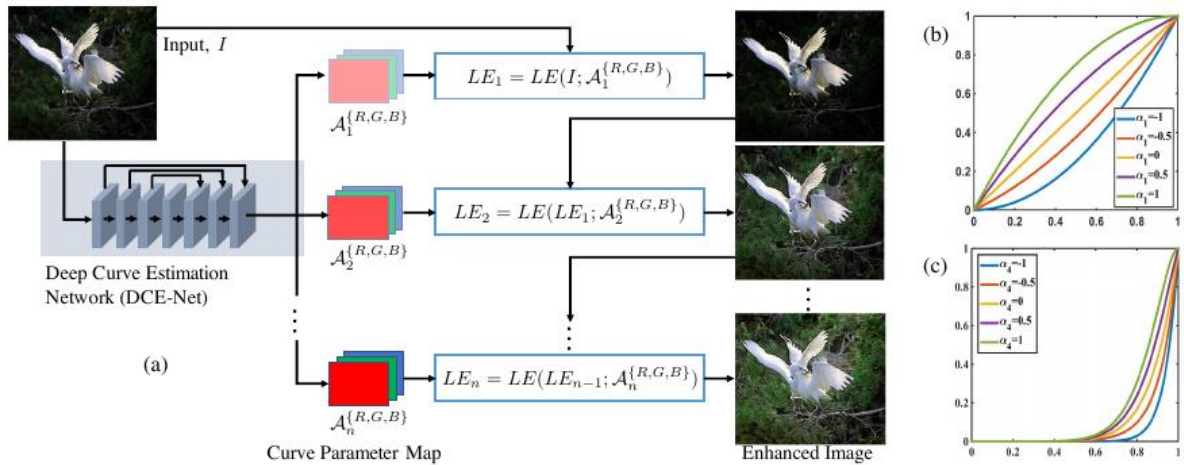 Input, I
A_1^{R,G,B}
LE_1 = LE(I; A_1^{R,G,B})
A_2^{R,G,B}
LE_2 = LE(LE_1; A_2^{R,G,B})
Deep Curve Estimation
Network (DCE-Net)
(a)
A_n^{R,G,B}
LE_n = LE(LE_{n-1}; A_n^{R,G,B})
Curve Parameter Map
Enhanced Image
(b)
1
0.8
0.6
0.4
0.2
0
0 0.2 0.4 0.6 0.8 1
α_1=-1
α_1=-0.5
α_1=0
α_1=0.5
α_1=1
(c)
1
0.8
0.6
0.4
0.2
0
0 0.2 0.4 0.6 0.8 1
α_4=-1
α_4=-0.5
α_4=0
α_4=0.5
α_4=1